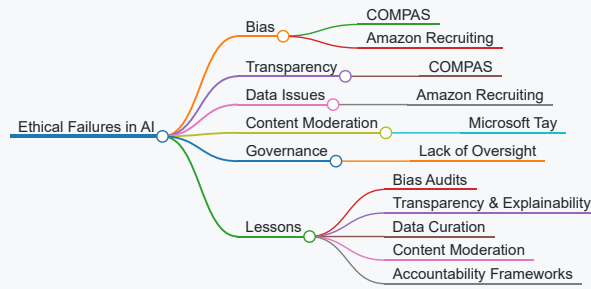 Ethical Failures in AI
Bias
COMPAS
Amazon Recruiting
Transparency
COMPAS
Data Issues
Amazon Recruiting
Content Moderation
Microsoft Tay
Governance
Lack of Oversight
Lessons
Bias Audits
Transparency & Explainability
Data Curation
Content Moderation
Accountability Frameworks